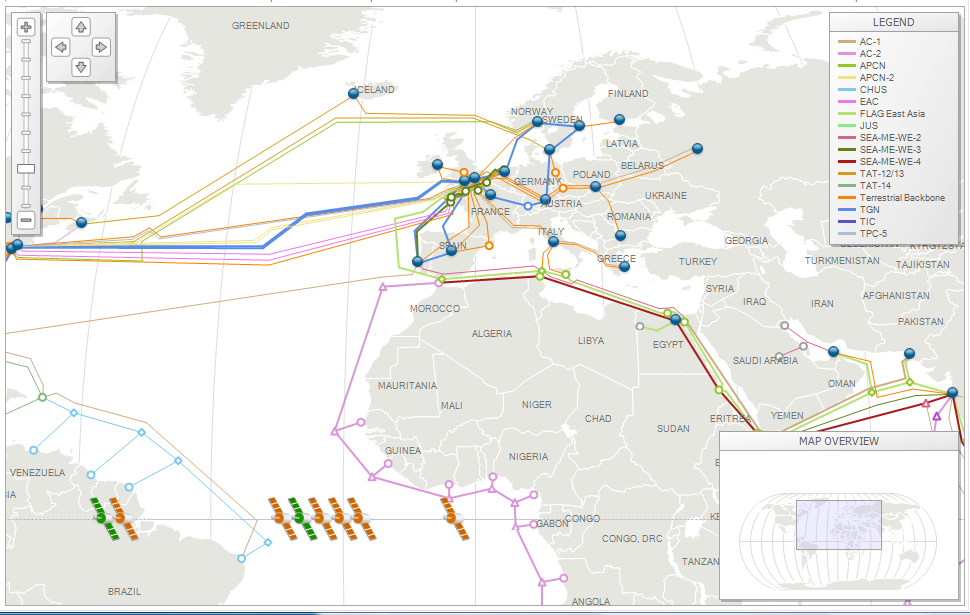 GREENLAND
LEGEND
AC-1
AC-2
APCN
APCN-2
CHUS
EAC
FLAG East Asia
JUS
SEA-ME-WE-2
SEA-ME-WE-3
SEA-ME-WE-4
TAT-12/13
TAT-14
Terrestrial Backbone
TGN
TIC
TPC-5
ICELAND
FINLAND
NORWAY
SWEDEN
LATVIA
BELARUS
POLAND
GERMANY
UKRAINE
AUSTRIA
FRANCE
ROMANIA
ITALY
SPAIN
GEORGIA
GREECE
TURKEY
TURKMENISTAN
TAJIKISTAN
SYRIA
IRAQ
IRAN
AFGHANISTAN
MOROCCO
PAKISTAN
ALGERIA
LIBYA
EGYPT
SAUDI ARABIA
MAURITANIA
OMAN
MALI
NIGER
CHAD
ERITREA
YEMEN
SUDAN
MAP OVERVIEW
GUINEA
NIGERIA
VENEZUELA
GABON
CONGO
CONGO, DRC
TANZAN
BRAZIL
ANGOLA